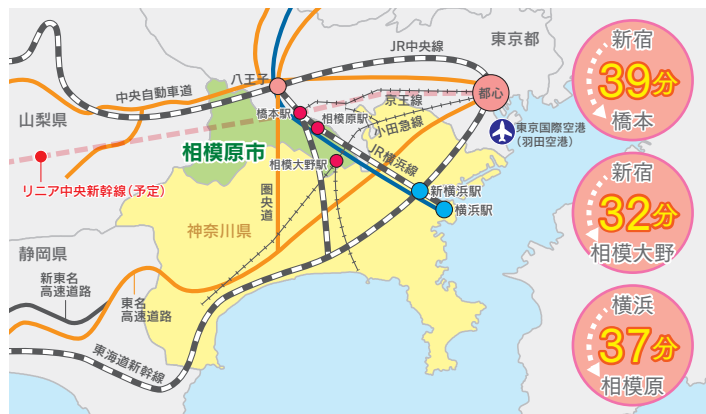 JR中央線
東京都
八王子
中央自動車道
都心
京王線
橋本駅
相模原駅
小田急線
山梨県
東京国際空港
(羽田空港)
相模原市
JR横浜線
相模大野駅
リニア中央新幹線(予定)
新横浜駅
圏央道
横浜駅
神奈川県
静岡県
新東名
高速道路
東名
高速道路
東海道新幹線
新宿
39分
橋本
新宿
32分
相模大野
横浜
37分
相模原